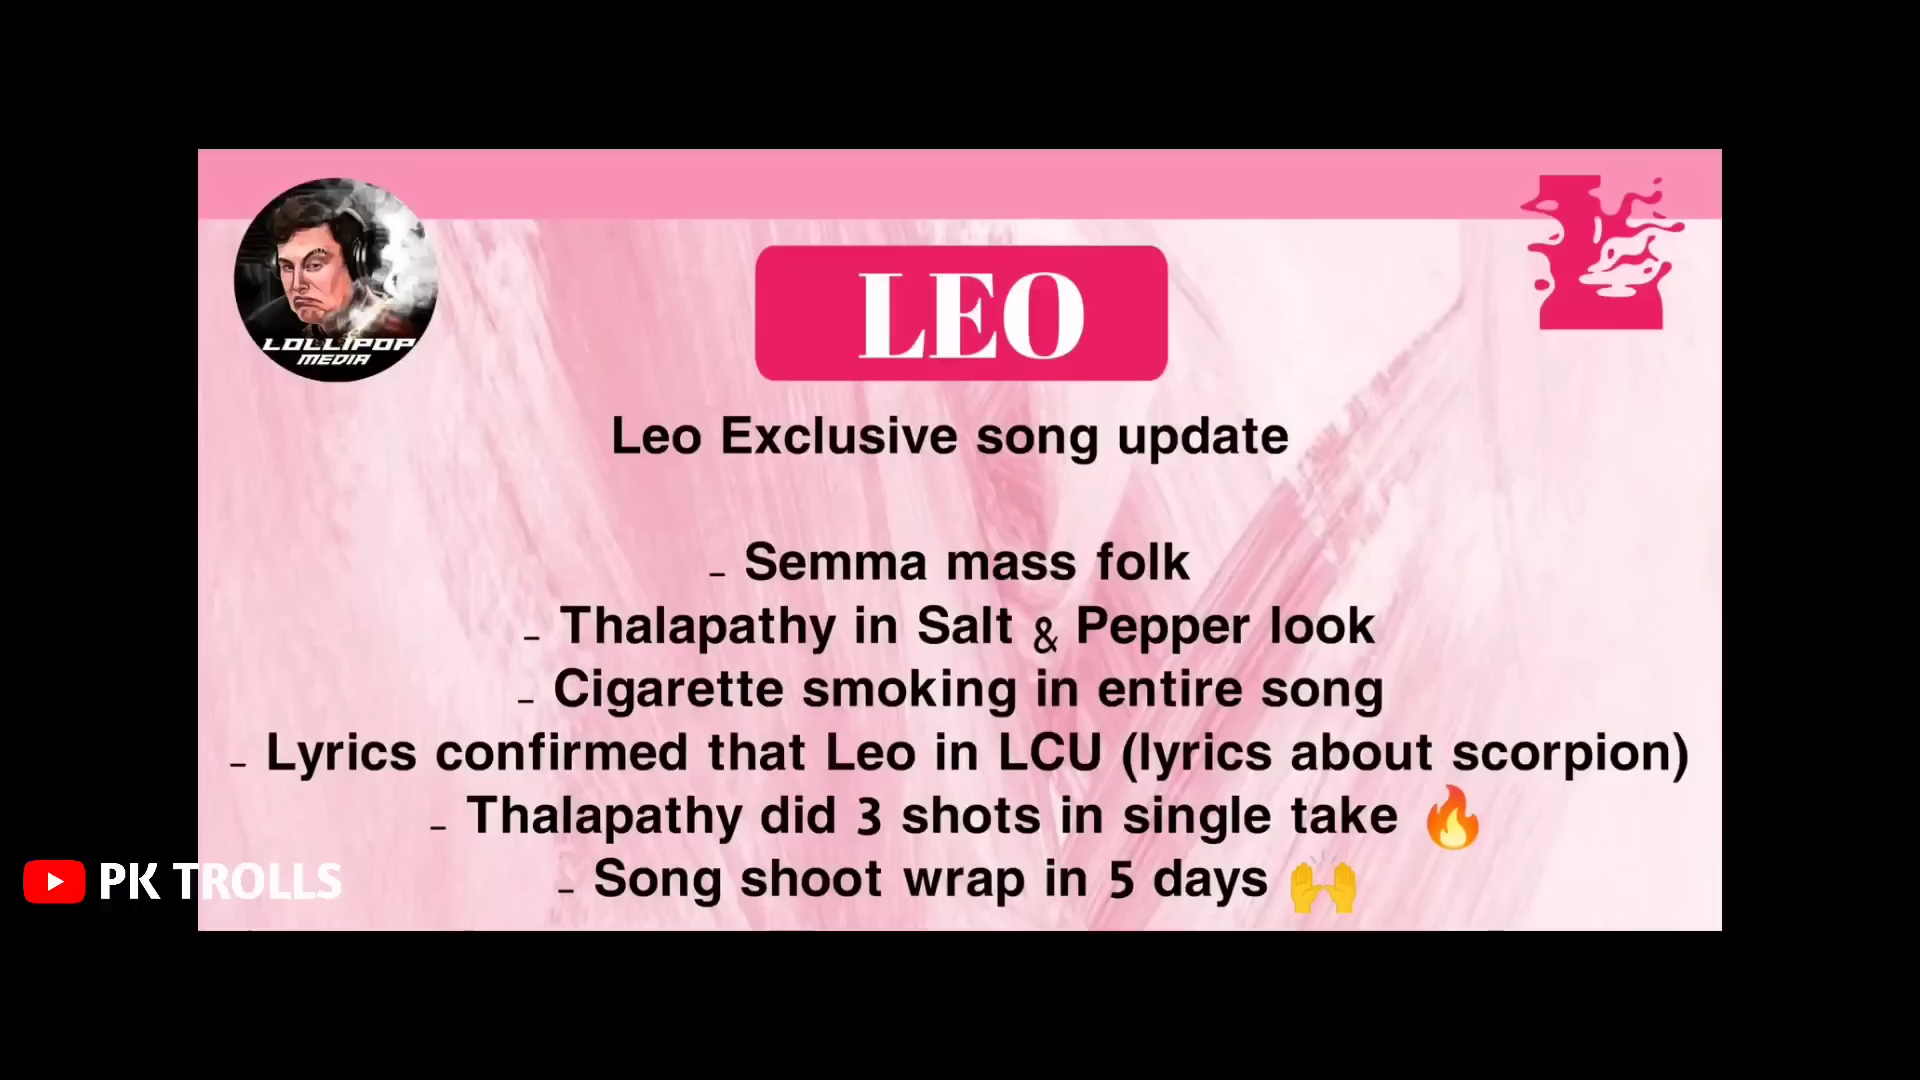 LOLLIPOP
MEDIA
LEO
Leo Exclusive song update
- Semma mass folk
- Thalapathy in Salt & Pepper look
- Cigarette smoking in entire song
- Lyrics confirmed that Leo in LCU (lyrics about scorpion)
- Thalapathy did 3 shots in single take 🔥
- Song shoot wrap in 5 days 🙌
PK TROLLS